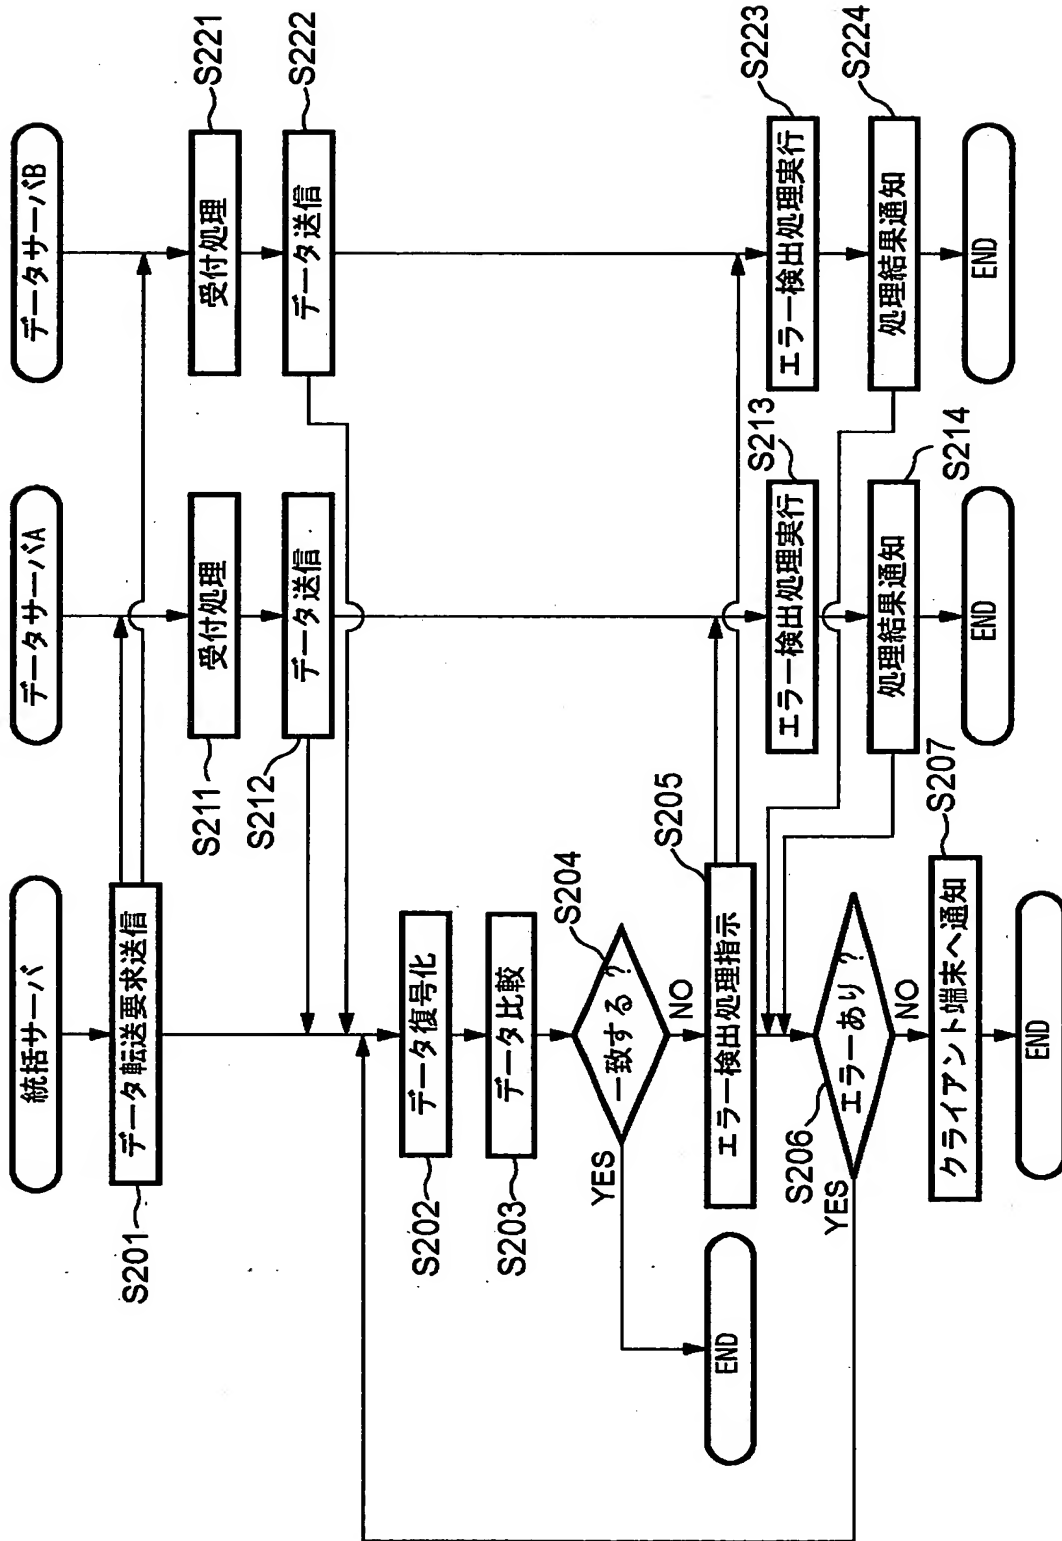 統括サーバ
データ転送要求送信
S201
データ復号化
S202
データ比較
S203
一致する ?
S204
YES
NO
END
エラー検出処理指示
S205
エラーあり ?
S206
YES
NO
クライアント端末へ通知
S207
END
データサーバA
受付処理
S211
データ送信
S212
エラー検出処理実行
S213
処理結果通知
S214
END
データサーバB
受付処理
S221
データ送信
S222
エラー検出処理実行
S223
処理結果通知
S224
END